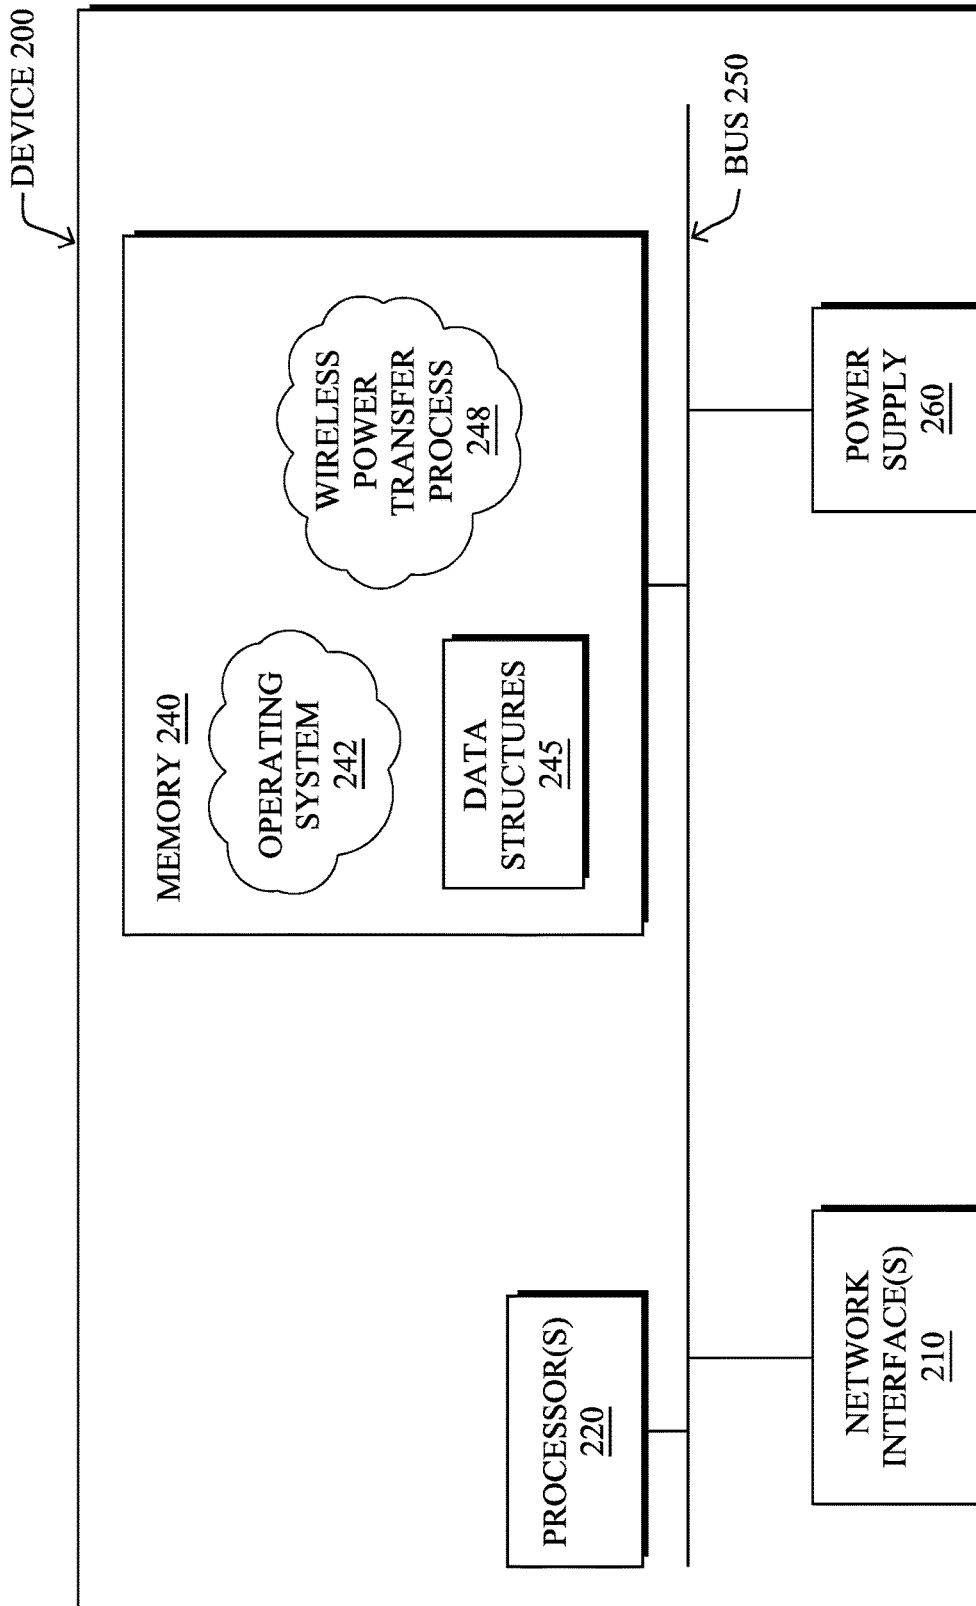 DEVICE 200
MEMORY 240
OPERATING
SYSTEM
242
WIRELESS
POWER
TRANSFER
PROCESS
248
DATA
STRUCTURES
245
PROCESSOR(S)
220
BUS 250
NETWORK
INTERFACE(S)
210
POWER
SUPPLY
260